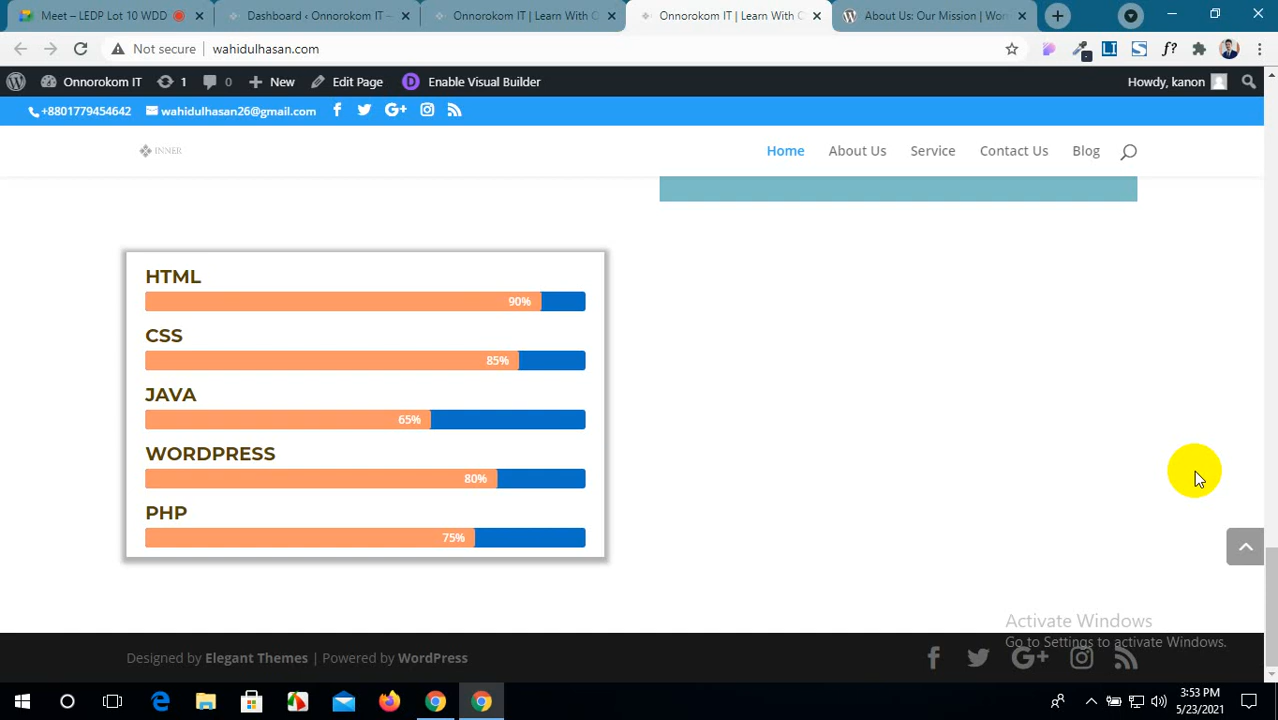 Meet – LEDP Lot 10 WDD
Dashboard ‹ Onnorokom IT –
Onnorokom IT | Learn With O
Onnorokom IT | Learn With O
About Us: Our Mission | Wor
Not secure | wahidulhasan.com
Onnorokom IT 1 0 New Edit Page Enable Visual Builder Howdy, kanon
+8801779454642 wahidulhasan26@gmail.com
INNER
Home About Us Service Contact Us Blog
HTML
90%
CSS
85%
JAVA
65%
WORDPRESS
80%
PHP
75%
Activate Windows
Go to Settings to activate Windows.
Designed by Elegant Themes | Powered by WordPress
3:53 PM
5/23/2021